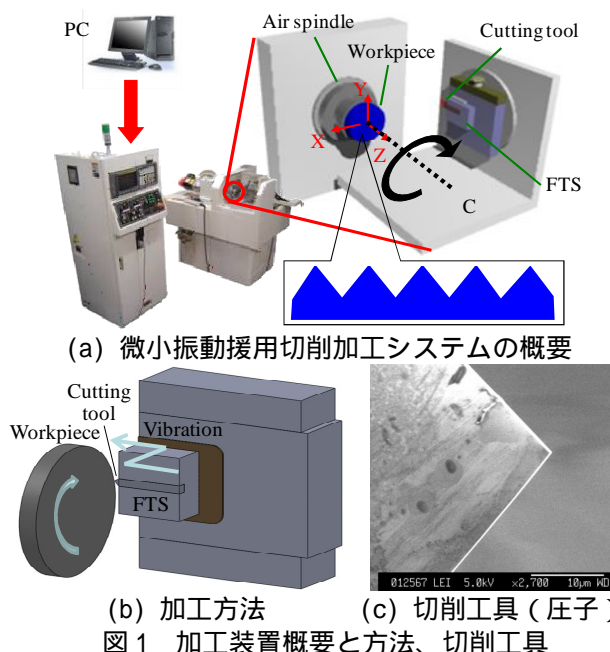 PC
Air spindle
Workpiece
Cutting tool
Y
X
Z
C
FTS
(a) 微小振動援用切削加工システムの概要
Cutting
tool
Workpiece
Vibration
FTS
012567 LEI 5.0kV ×2,700 10μm WD
(b) 加工方法
(c) 切削工具(圧子)
図1 加工装置概要と方法、切削工具